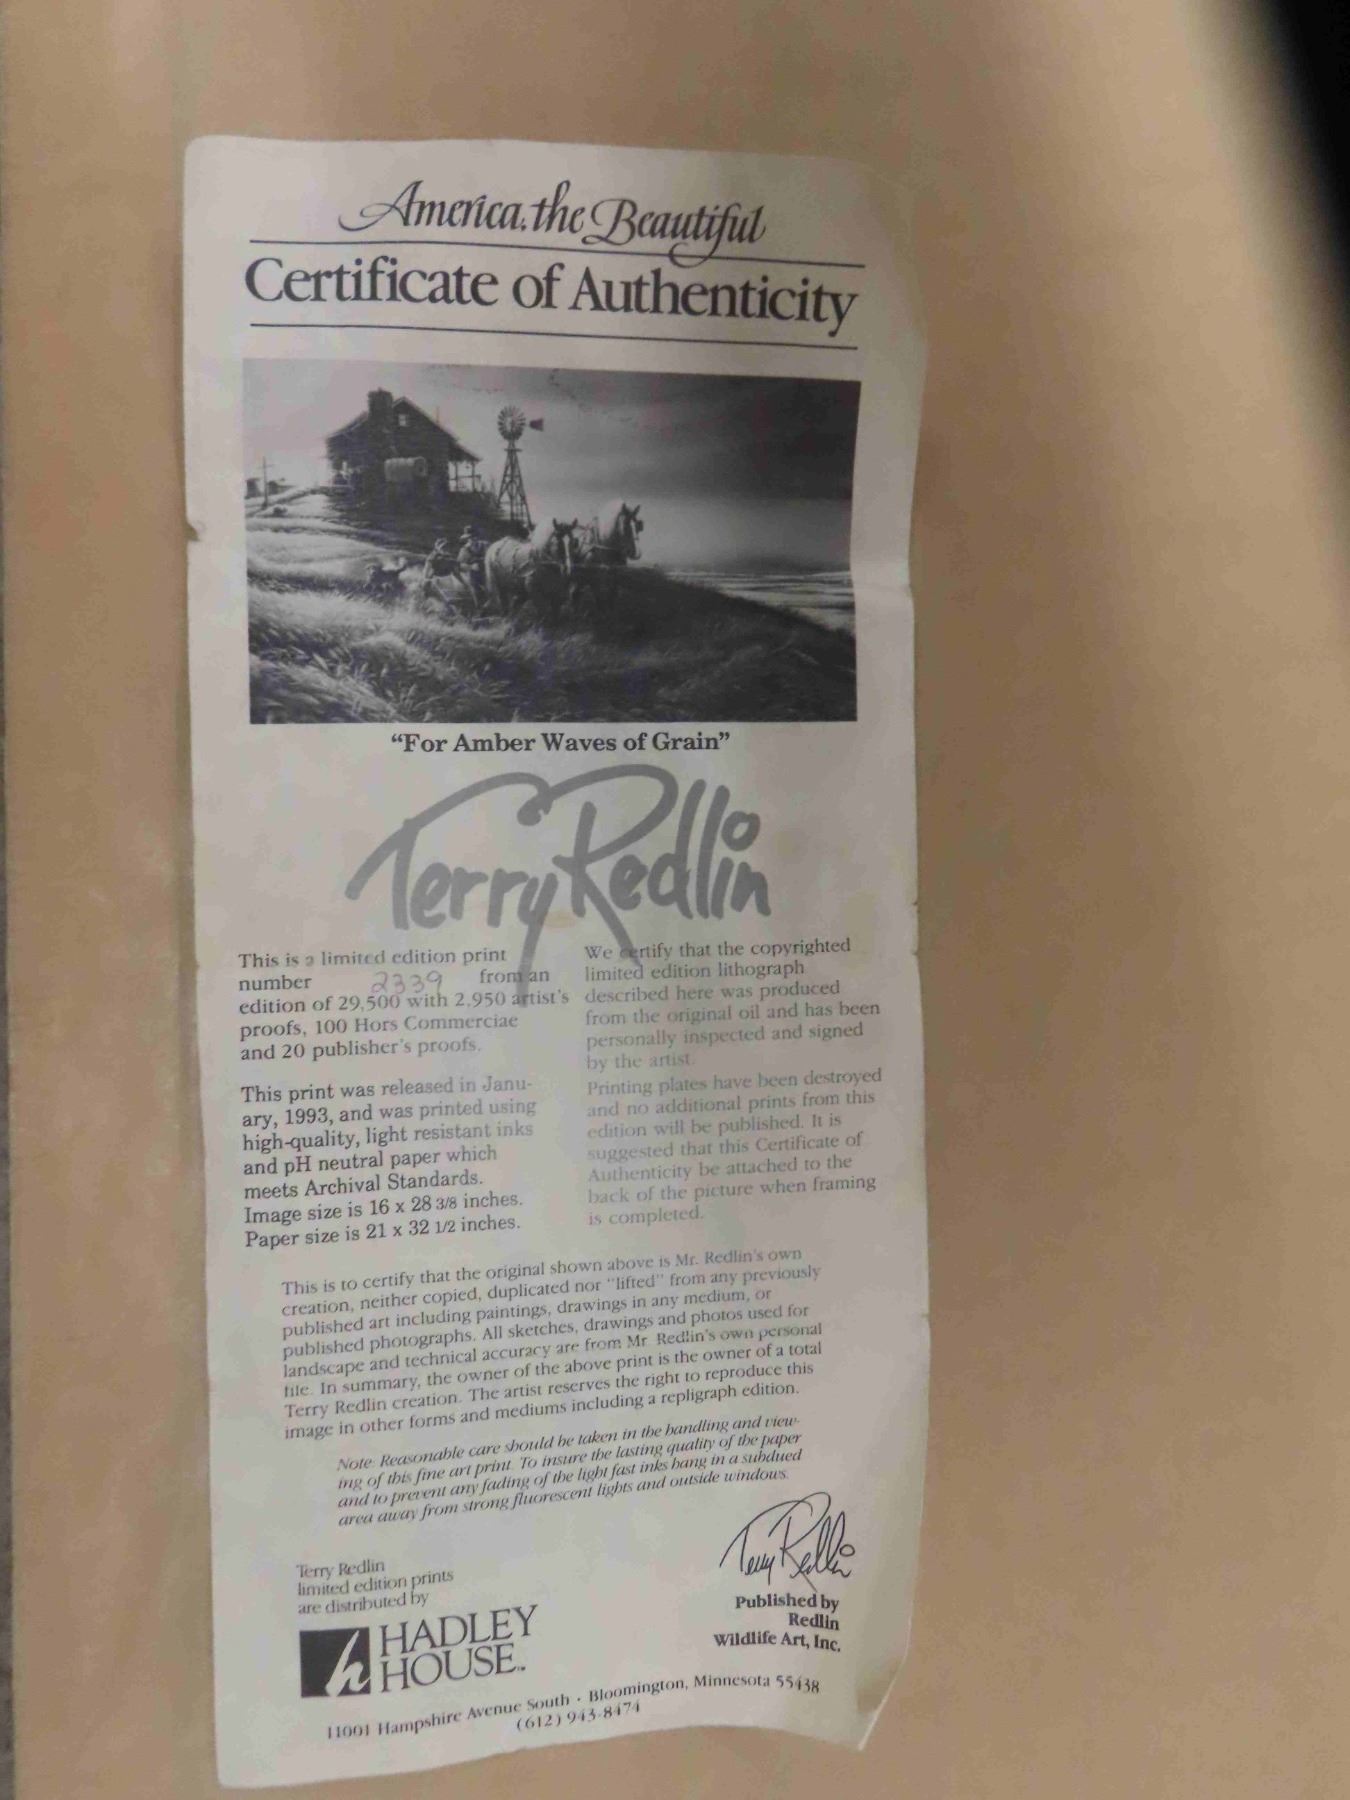 America, the Beautiful
Certificate of Authenticity
“For Amber Waves of Grain”
Terry Redlin
This is a limited edition print
number 2339 from an
edition of 29,500 with 2,950 artist's
proofs, 100 Hors Commerciae
and 20 publisher's proofs.
This print was released in Janu-
ary, 1993, and was printed using
high-quality, light resistant inks
and pH neutral paper which
meets Archival Standards.
Image size is 16 x 28 3/8 inches.
Paper size is 21 x 32 1/2 inches.
We certify that the copyrighted
limited edition lithograph
described here was produced
from the original oil and has been
personally inspected and signed
by the artist.
Printing plates have been destroyed
and no additional prints from this
edition will be published. It is
suggested that this Certificate of
Authenticity be attached to the
back of the picture when framing
is completed.
This is to certify that the original shown above is Mr. Redlin's own
creation, neither copied, duplicated nor "lifted" from any previously
published art including paintings, drawings in any medium, or
published photographs. All sketches, drawings and photos used for
landscape and technical accuracy are from Mr. Redlin's own personal
file. In summary, the owner of the above print is the owner of a total
Terry Redlin creation. The artist reserves the right to reproduce this
image in other forms and mediums including a repligraph edition.
Note: Reasonable care should be taken in the handling and view-
ing of this fine art print. To insure the lasting quality of the paper
and to prevent any fading of the light fast inks hang in a subdued
area away from strong fluorescent lights and outside windows.
Terry Redlin
Terry Redlin
limited edition prints
are distributed by
h HADLEY
HOUSE™
Published by
Redlin
Wildlife Art, Inc.
11001 Hampshire Avenue South · Bloomington, Minnesota 55438
(612) 943-8474